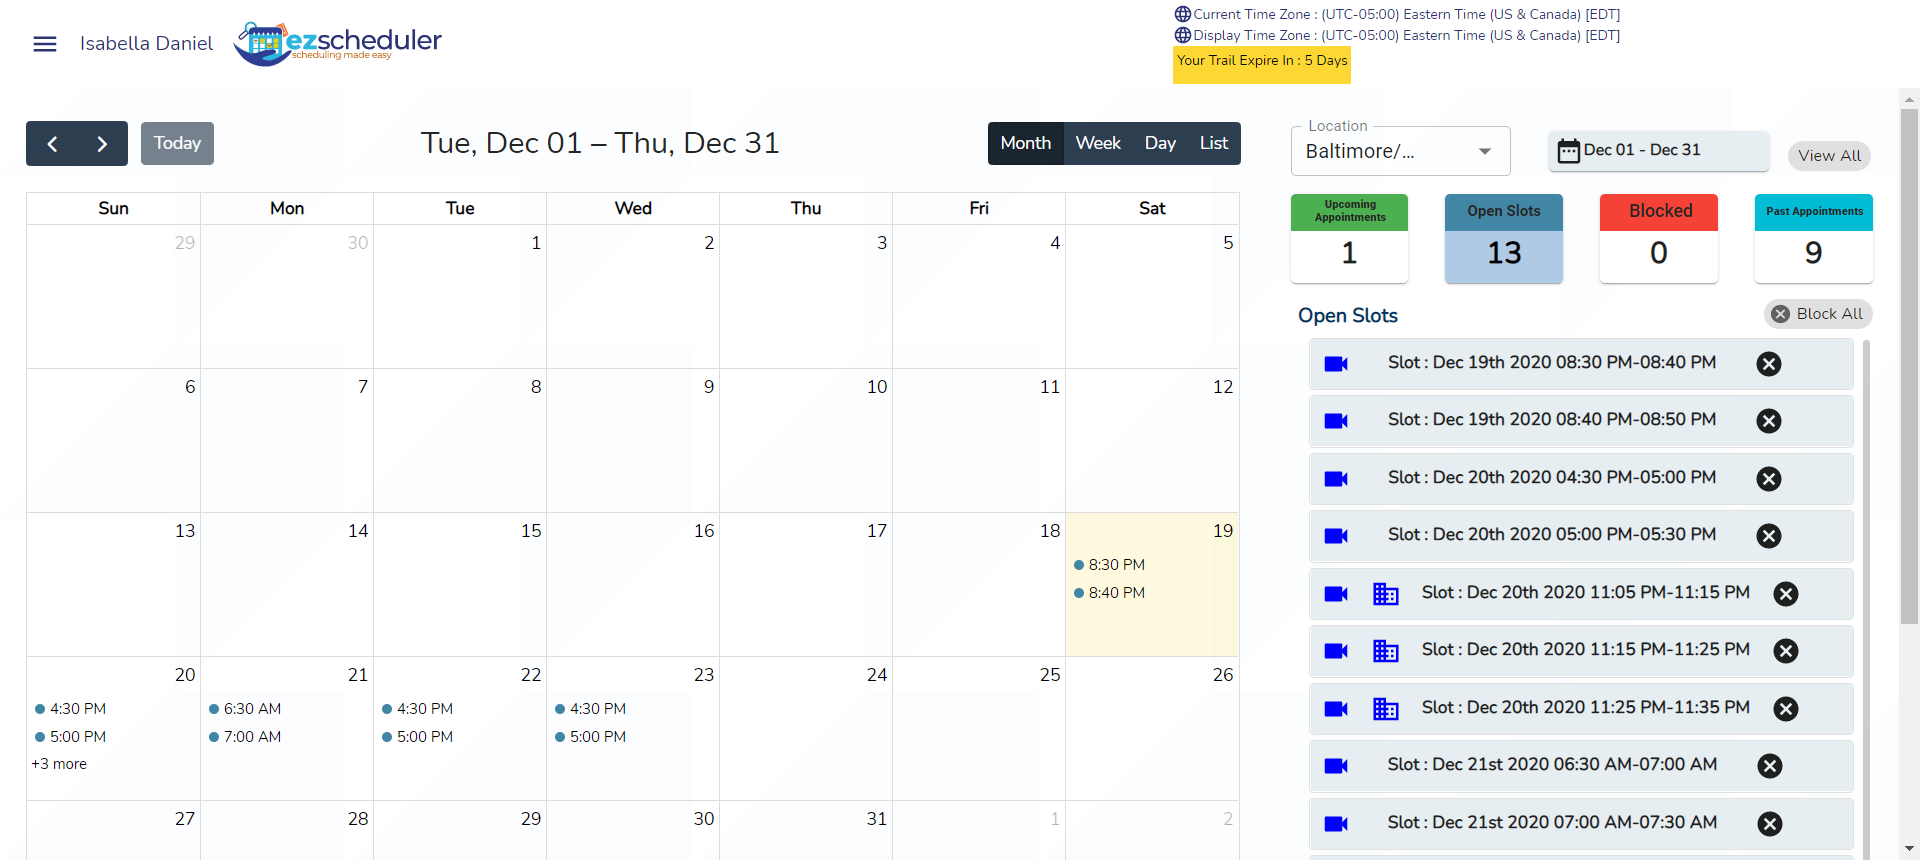 Isabella Daniel
ezscheduler
scheduling made easy
Current Time Zone : (UTC-05:00) Eastern Time (US & Canada) [EDT]
Display Time Zone : (UTC-05:00) Eastern Time (US & Canada) [EDT]
Your Trail Expire In : 5 Days
Today
Tue, Dec 01 – Thu, Dec 31
Month Week Day List
Sun Mon Tue Wed Thu Fri Sat
29 30 1 2 3 4 5
6 7 8 9 10 11 12
13 14 15 16 17 18 19
8:30 PM
8:40 PM
20 21 22 23 24 25 26
4:30 PM 6:30 AM 4:30 PM 4:30 PM
5:00 PM 7:00 AM 5:00 PM 5:00 PM
+3 more
27 28 29 30 31 1 2
Location
Baltimore/...
Dec 01 - Dec 31
View All
Upcoming
Appointments
1
Open Slots
13
Blocked
0
Past Appointments
9
Open Slots
Block All
Slot : Dec 19th 2020 08:30 PM-08:40 PM
Slot : Dec 19th 2020 08:40 PM-08:50 PM
Slot : Dec 20th 2020 04:30 PM-05:00 PM
Slot : Dec 20th 2020 05:00 PM-05:30 PM
Slot : Dec 20th 2020 11:05 PM-11:15 PM
Slot : Dec 20th 2020 11:15 PM-11:25 PM
Slot : Dec 20th 2020 11:25 PM-11:35 PM
Slot : Dec 21st 2020 06:30 AM-07:00 AM
Slot : Dec 21st 2020 07:00 AM-07:30 AM